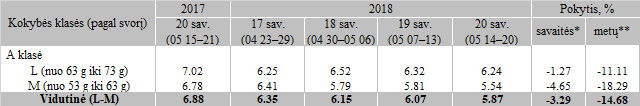 Kokybės klasės (pagal svorį) 2017 2018 Pokytis, %
20 sav. (05 15–21) 17 sav. (04 23–29) 18 sav. (04 30–05 06) 19 sav. (05 07–13) 20 sav. (05 14–20) savaitės* metų**
A klasė
L (nuo 63 g iki 73 g) 7.02 6.25 6.52 6.32 6.24 -1.27 -11.11
M (nuo 53 g iki 63 g) 6.78 6.41 5.79 5.81 5.54 -4.65 -18.29
Vidutinė (L-M) 6.88 6.35 6.15 6.07 5.87 -3.29 -14.68